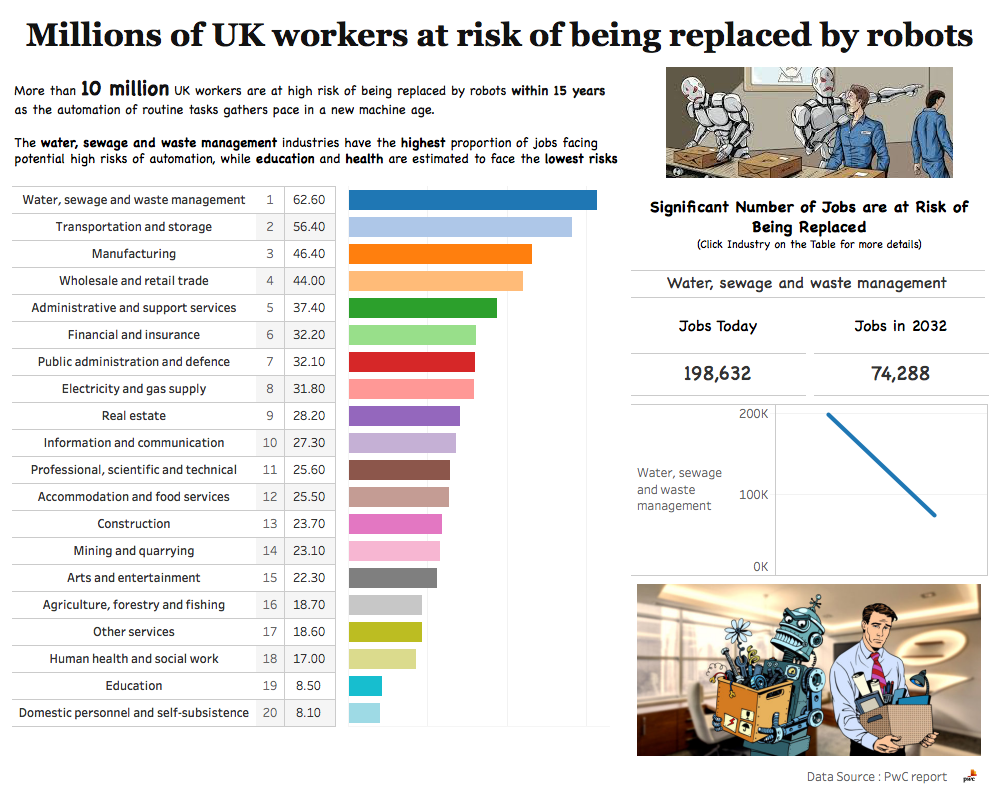 Millions of UK workers at risk of being replaced by robots
More than 10 million UK workers are at high risk of being replaced by robots within 15 years
as the automation of routine tasks gathers pace in a new machine age.
The water, sewage and waste management industries have the highest proportion of jobs facing
potential high risks of automation, while education and health are estimated to face the lowest risks
Water, sewage and waste management 1 62.60
Transportation and storage 2 56.40
Manufacturing 3 46.40
Wholesale and retail trade 4 44.00
Administrative and support services 5 37.40
Financial and insurance 6 32.20
Public administration and defence 7 32.10
Electricity and gas supply 8 31.80
Real estate 9 28.20
Information and communication 10 27.30
Professional, scientific and technical 11 25.60
Accommodation and food services 12 25.50
Construction 13 23.70
Mining and quarrying 14 23.10
Arts and entertainment 15 22.30
Agriculture, forestry and fishing 16 18.70
Other services 17 18.60
Human health and social work 18 17.00
Education 19 8.50
Domestic personnel and self-subsistence 20 8.10
Significant Number of Jobs are at Risk of
Being Replaced
(Click Industry on the Table for more details)
Water, sewage and waste management
Jobs Today Jobs in 2032
198,632 74,288
200K
100K
0K
Water, sewage
and waste
management
Data Source : PwC report
pwc